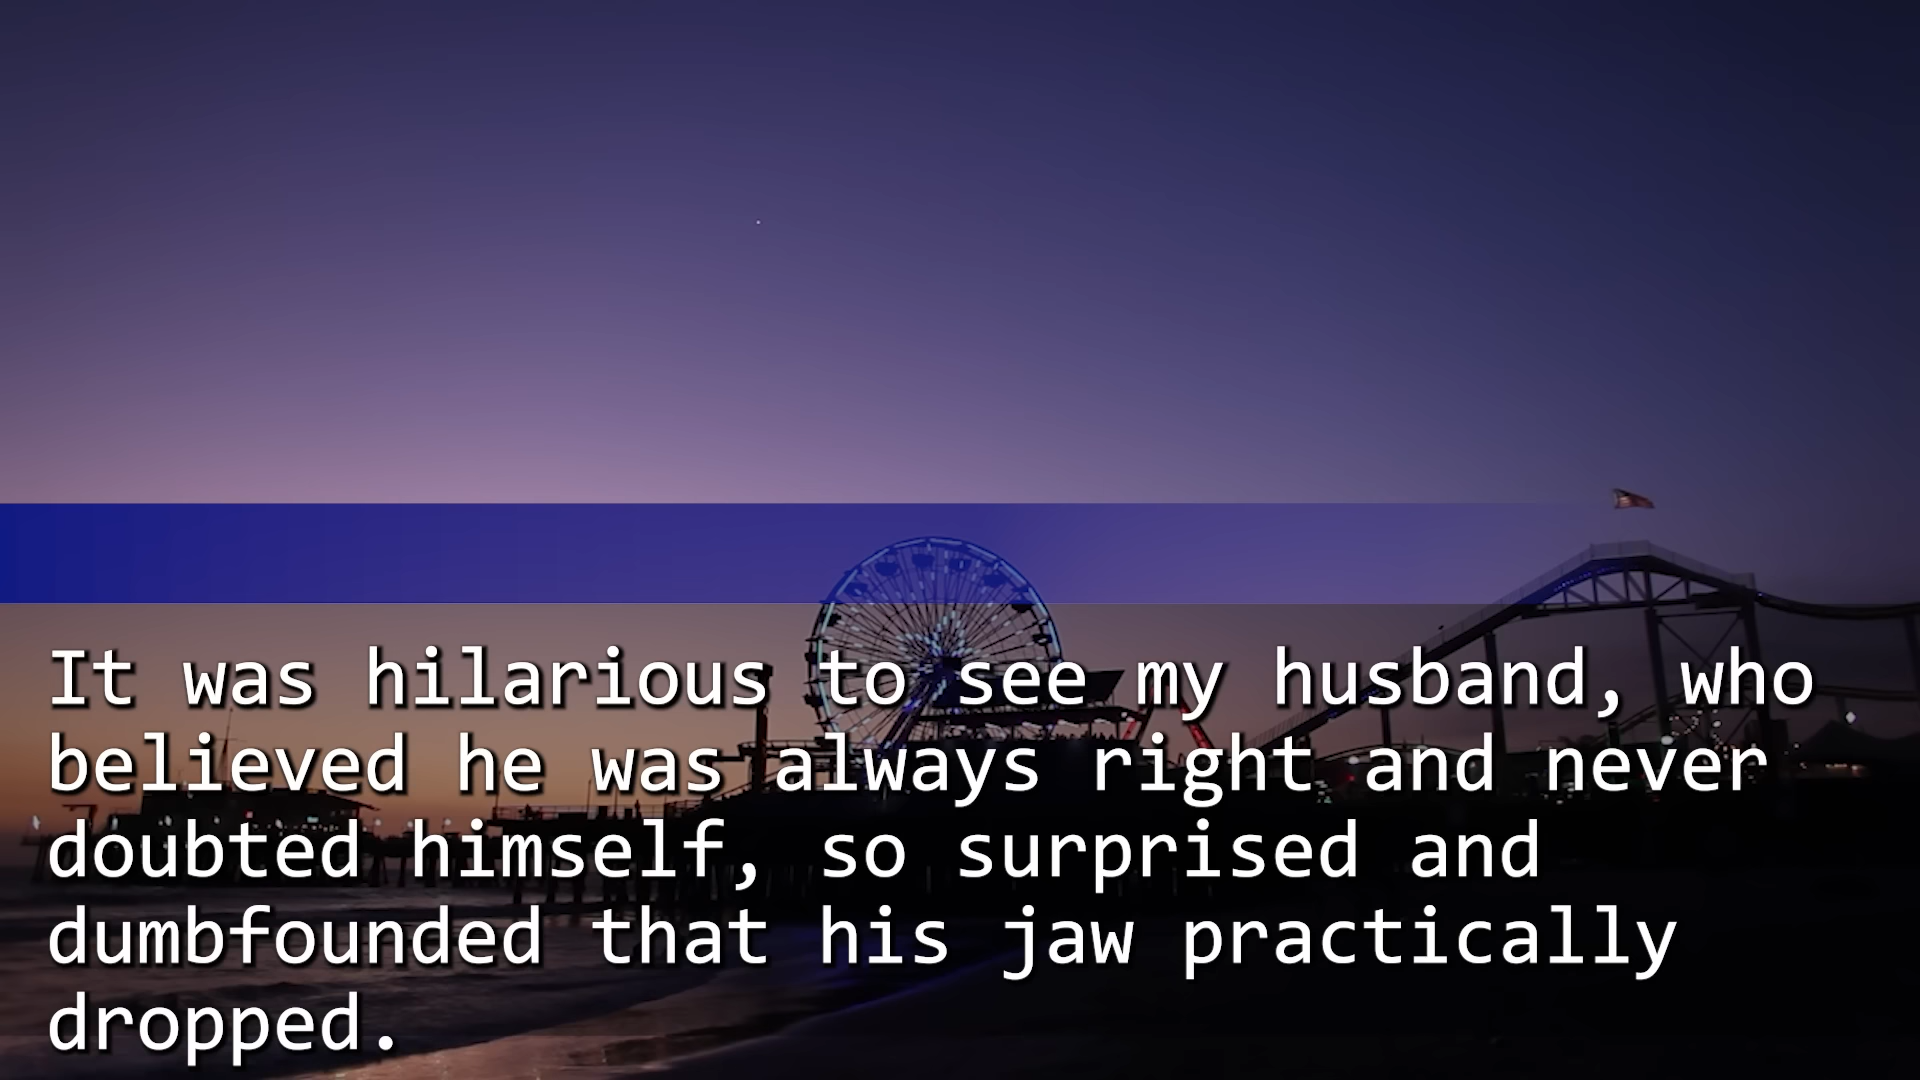 It was hilarious to see my husband, who
believed he was always right and never
doubted himself, so surprised and
dumbfounded that his jaw practically
dropped.